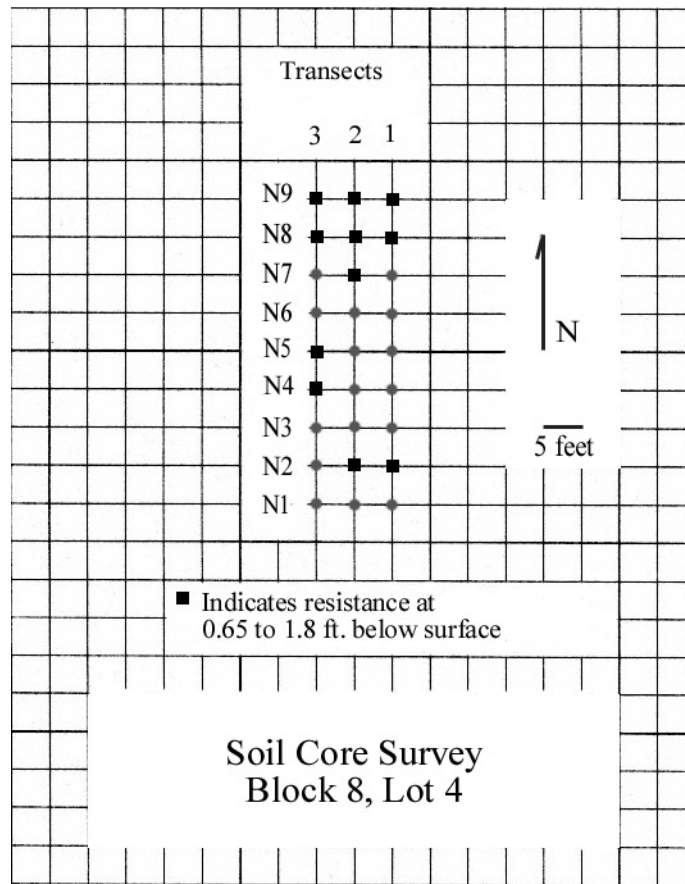 Transects
3 2 1
N9
N8
N7
N6
N5
N4
N3
N2
N1
N
5 feet
Indicates resistance at
0.65 to 1.8 ft. below surface
Soil Core Survey
Block 8, Lot 4